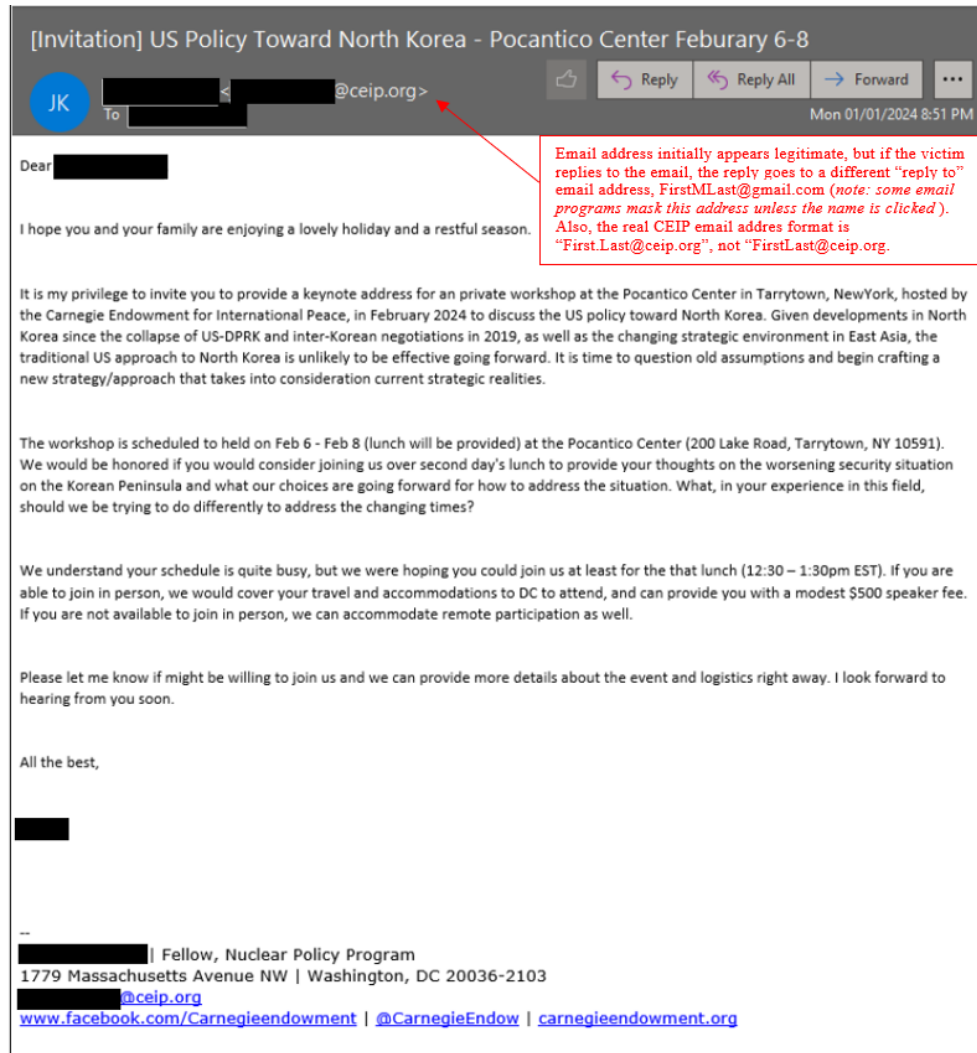 [Invitation] US Policy Toward North Korea - Pocantico Center Feburary 6-8
JK
< @ceip.org>
To
Reply
Reply All
Forward
...
Mon 01/01/2024 8:51 PM
Email address initially appears legitimate, but if the victim
replies to the email, the reply goes to a different “reply to”
email address, FirstMLast@gmail.com (note: some email
programs mask this address unless the name is clicked ).
Also, the real CEIP email addres format is
“First.Last@ceip.org”, not “FirstLast@ceip.org.
Dear
I hope you and your family are enjoying a lovely holiday and a restful season.
It is my privilege to invite you to provide a keynote address for an private workshop at the Pocantico Center in Tarrytown, NewYork, hosted by
the Carnegie Endowment for International Peace, in February 2024 to discuss the US policy toward North Korea. Given developments in North
Korea since the collapse of US-DPRK and inter-Korean negotiations in 2019, as well as the changing strategic environment in East Asia, the
traditional US approach to North Korea is unlikely to be effective going forward. It is time to question old assumptions and begin crafting a
new strategy/approach that takes into consideration current strategic realities.
The workshop is scheduled to held on Feb 6 - Feb 8 (lunch will be provided) at the Pocantico Center (200 Lake Road, Tarrytown, NY 10591).
We would be honored if you would consider joining us over second day's lunch to provide your thoughts on the worsening security situation
on the Korean Peninsula and what our choices are going forward for how to address the situation. What, in your experience in this field,
should we be trying to do differently to address the changing times?
We understand your schedule is quite busy, but we were hoping you could join us at least for the that lunch (12:30 – 1:30pm EST). If you are
able to join in person, we would cover your travel and accommodations to DC to attend, and can provide you with a modest $500 speaker fee.
If you are not available to join in person, we can accommodate remote participation as well.
Please let me know if might be willing to join us and we can provide more details about the event and logistics right away. I look forward to
hearing from you soon.
All the best,
--
| Fellow, Nuclear Policy Program
1779 Massachusetts Avenue NW | Washington, DC 20036-2103
@ceip.org
www.facebook.com/Carnegieendowment | @CarnegieEndow | carnegieendowment.org